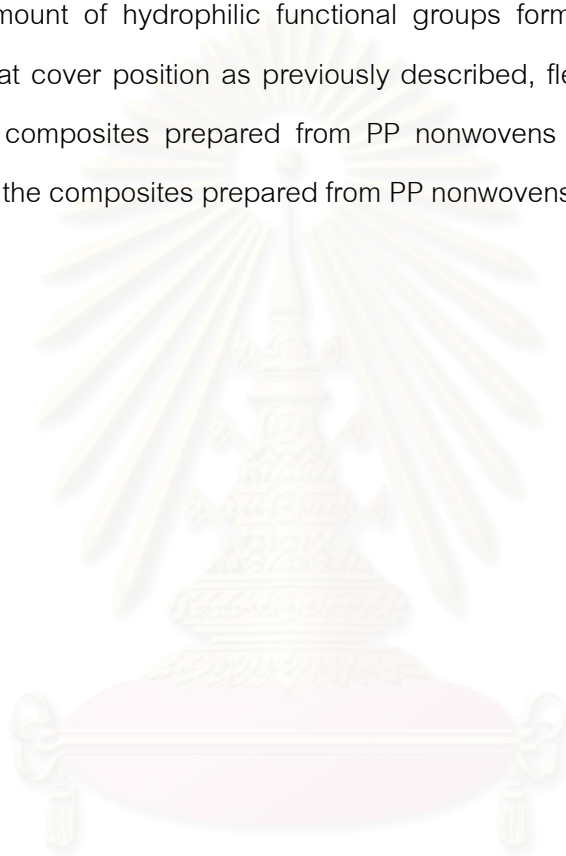 mount of hydrophilic functional groups form
at cover position as previously described, fle
composites prepared from PP nonwovens
the composites prepared from PP nonwovens